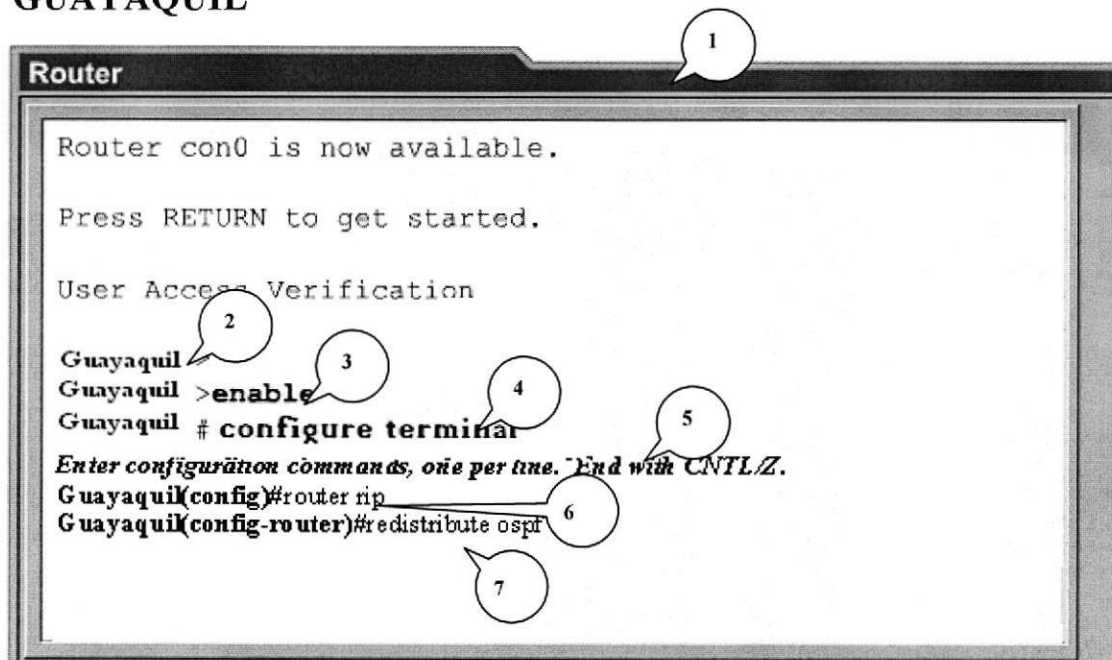 GUAYAQUIL
1
Router
Router con0 is now available.
Press RETURN to get started.
User Access Verification
2
Guayaquil
3
Guayaquil >enable
4
Guayaquil # configure terminal
5
Enter configuration commands, one per line. End with CNTL/Z.
Guayaquil(config)#router rip
6
Guayaquil(config-router)#redistribute ospf
7